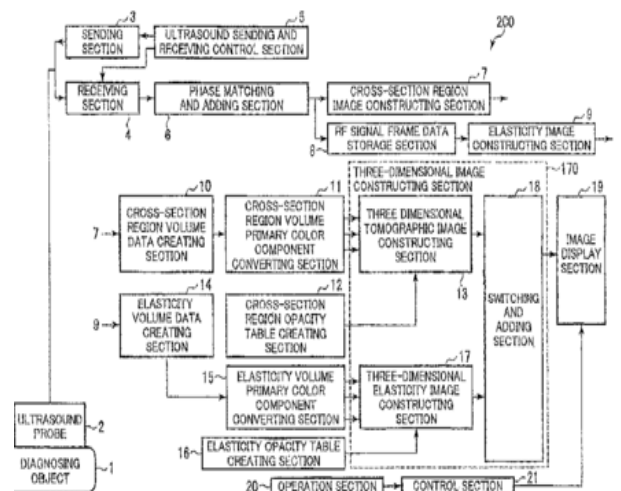 200
3
SENDING
SECTION
5
ULTRASOUND SENDING AND
RECEIVING CONTROL SECTION
RECEIVING
SECTION
4
PHASE MATCHING
AND ADDING SECTION
6
7
CROSS-SECTION REGION
IMAGE CONSTRUCTING SECTION
RF SIGNAL FRAME DATA
STORAGE SECTION
8
9
ELASTICITY IMAGE
CONSTRUCTING SECTION
THREE-DIMENSIONAL IMAGE
CONSTRUCTING SECTION
170
10
7
CROSS-SECTION
REGION VOLUME
DATA CREATING
SECTION
11
CROSS-SECTION
REGION VOLUME
PRIMARY COLOR
COMPONENT
CONVERTING SECTION
THREE DIMENSIONAL
TOMOGRAPHIC IMAGE
CONSTRUCTING
SECTION
13
18
SWITCHING
AND
ADDING
SECTION
19
IMAGE
DISPLAY
SECTION
14
9
ELASTICITY
VOLUME DATA
CREATING
SECTION
12
CROSS-SECTION
REGION OPACITY
TABLE CREATING
SECTION
15
ELASTICITY VOLUME
PRIMARY COLOR
COMPONENT
CONVERTING SECTION
17
THREE-DIMENSIONAL
ELASTICITY IMAGE
CONSTRUCTING
SECTION
16
ELASTICITY OPACITY TABLE
CREATING SECTION
ULTRASOUND
PROBE
2
DIAGNOSING
OBJECT
1
20
OPERATION SECTION
CONTROL SECTION
21